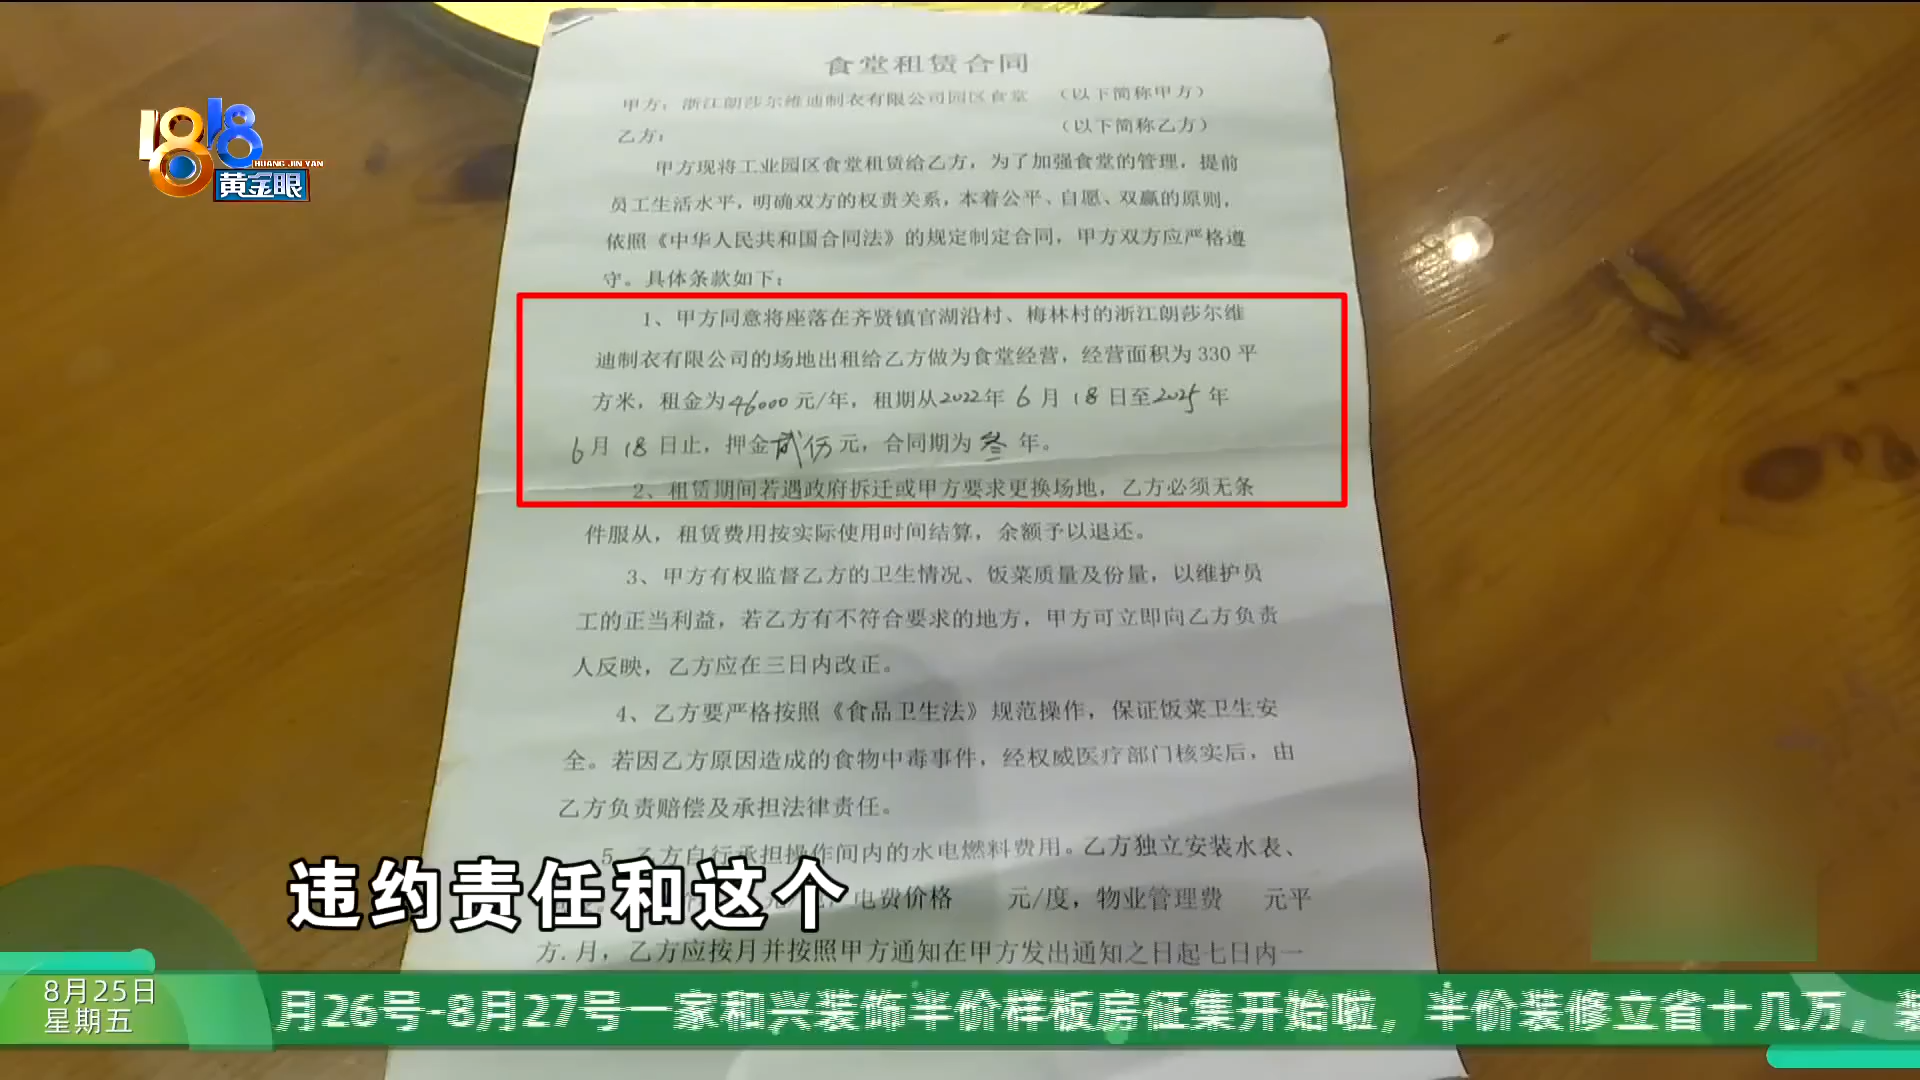 食堂租赁合同
甲方：浙江朗莎尔维迪制衣有限公司园区食堂 （以下简称甲方）
乙方： （以下简称乙方）
甲方现将工业园区食堂租赁给乙方，为了加强食堂的管理，提前
员工生活水平，明确双方的权责关系，本着公平、自愿、双赢的原则，
依照《中华人民共和国合同法》的规定制定合同，甲方双方应严格遵
守。具体条款如下：
1、甲方同意将座落在齐贤镇官湖沿村、梅林村的浙江朗莎尔维
迪制衣有限公司的场地出租给乙方做为食堂经营，经营面积为 330 平
方米，租金为46000元/年，租期从2022年 6 月 18 日至2025 年
6 月 18 日止，押金贰仟元，合同期为 叁 年。
2、租赁期间若遇政府拆迁或甲方要求更换场地，乙方必须无条
件服从，租赁费用按实际使用时间结算，余额予以退还。
3、甲方有权监督乙方的卫生情况、饭菜质量及份量，以维护员
工的正当利益，若乙方有不符合要求的地方，甲方可立即向乙方负责
人反映，乙方应在三日内改正。
4、乙方要严格按照《食品卫生法》规范操作，保证饭菜卫生安
全。若因乙方原因造成的食物中毒事件，经权威医疗部门核实后，由
乙方负责赔偿及承担法律责任。
5、乙方自行承担操作间内的水电燃料费用。乙方独立安装水表、
电费价格 元/度，物业管理费 元平
方.月，乙方应按月并按照甲方通知在甲方发出通知之日起七日内一
1818
HUANG JIN YAN
黄金眼
违约责任和这个
8月25日
星期五
月26号-8月27号一家和兴装饰半价样板房征集开始啦，半价装修立省十几万，